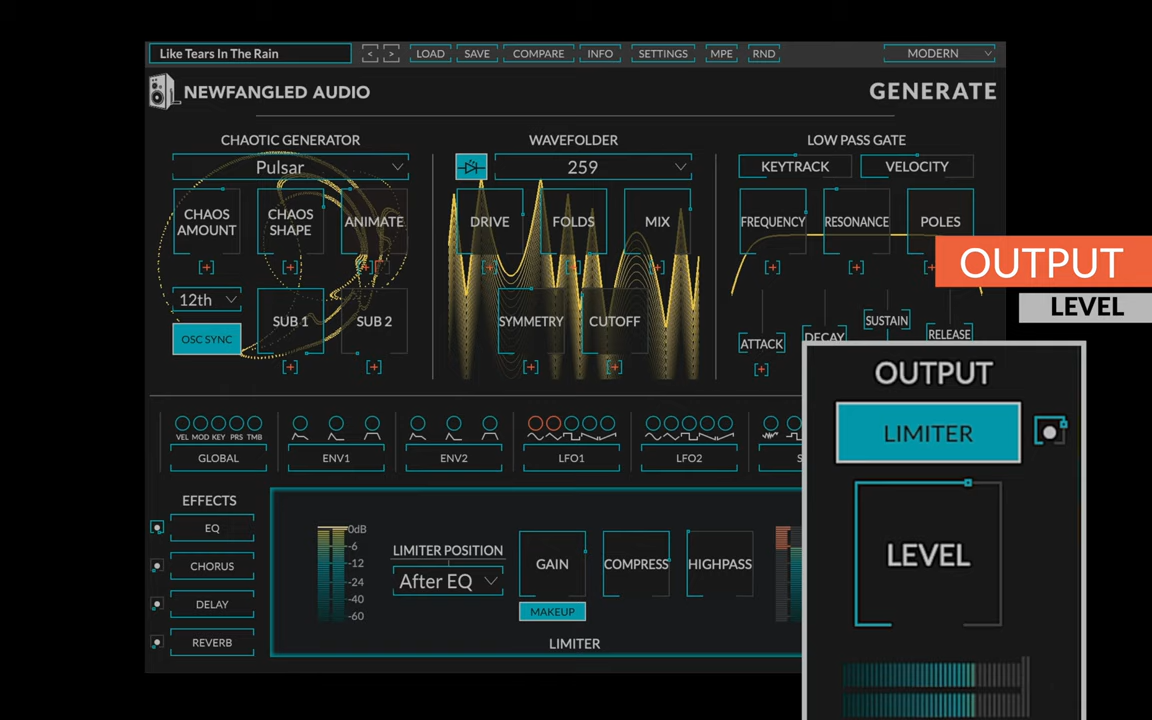 Like Tears In The Rain
< >
LOAD
SAVE
COMPARE
INFO
SETTINGS
MPE
RND
MODERN
NEWFANGLED AUDIO
GENERATE
CHAOTIC GENERATOR
Pulsar
CHAOS
AMOUNT
CHAOS
SHAPE
ANIMATE
12th
OSC SYNC
SUB 1
SUB 2
WAVEFOLDER
259
DRIVE
FOLDS
MIX
SYMMETRY
CUTOFF
LOW PASS GATE
KEYTRACK
VELOCITY
FREQUENCY
RESONANCE
POLES
ATTACK
DECAY
SUSTAIN
RELEASE
OUTPUT
LEVEL
VEL MOD KEY PRS TMB
GLOBAL
ENV1
ENV2
LFO1
LFO2
EFFECTS
EQ
CHORUS
DELAY
REVERB
0dB
-6
-12
-24
-40
-60
LIMITER POSITION
After EQ
GAIN
COMPRESS
HIGHPASS
MAKEUP
LIMITER
OUTPUT
LIMITER
LEVEL